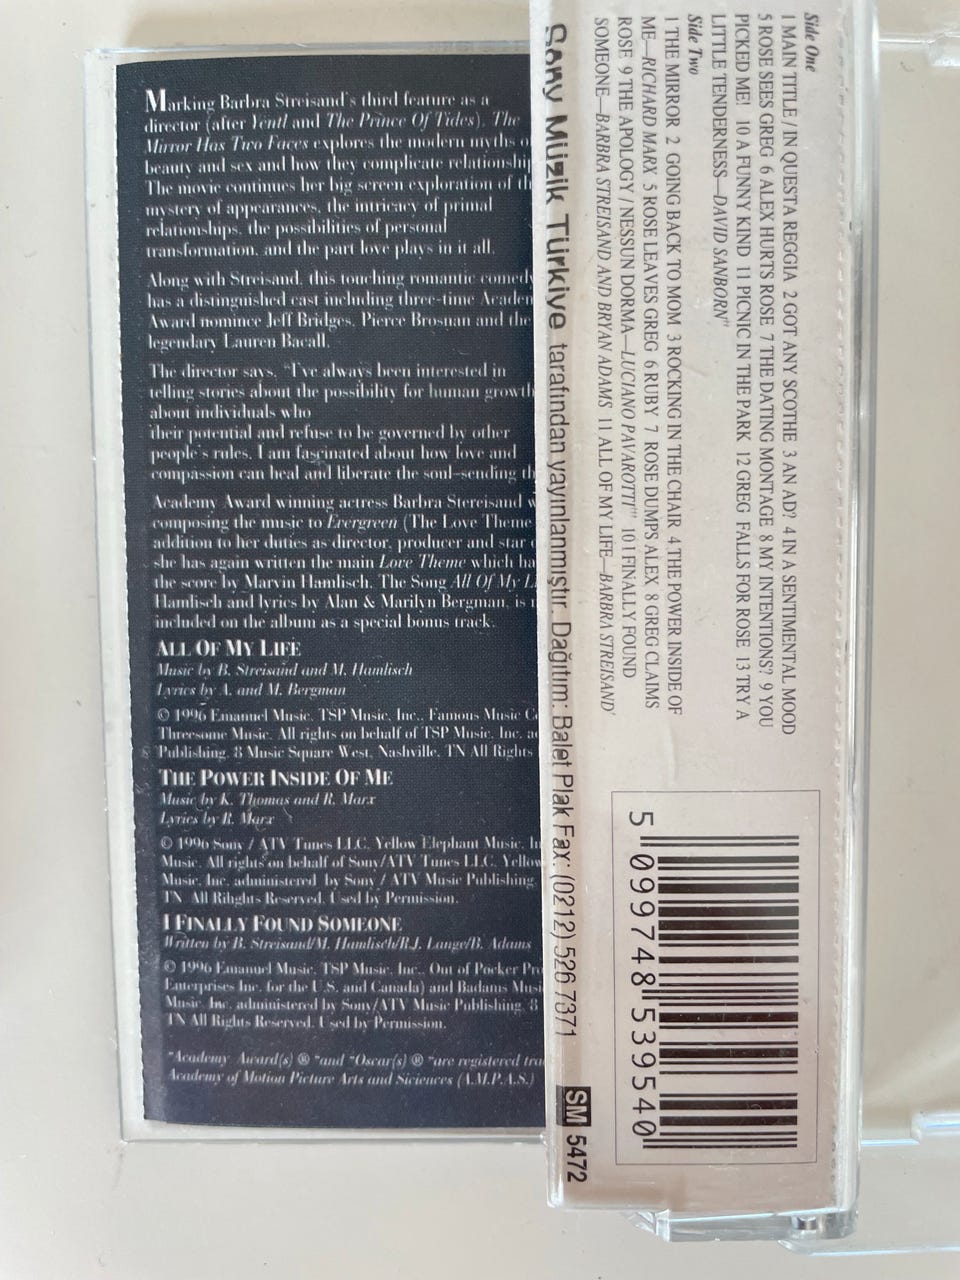 Marking Barbra Streisand's third feature as a
director (after Yentl and The Prince Of Tides), The
Mirror Has Two Faces explores the modern myths
beauty and sex and how they complicate
The movie continues her big screen exploration of
mystery of appearances, the intricacy of primal
relationships, the possibilities of personal
transformation, and the part love plays in it all.
Along with Streisand, this touching romantic
has a distinguished cast including three-time
Award nominee Jeff Bridges, Pierce Brosnan and the
legendary Lauren Bacall.
The director says, "I've always been interested in
telling stories about the possibility for human growth
about individuals who
their potential and refuse to be governed by other
people's rules. I am fascinated about how love and
compassion can heal and liberate the soul-sending
Academy Award winning actress Barbra Stereisand
composing the music to Evergreen (The Love Theme
addition to her duties as director, producer and star
she has again written the main Love Theme which
the score by Marvin Hamlisch. The Song All Of My
Hamlisch and lyrics by Alan & Marilyn Bergman, is
included on the album as a special bonus track.
ALL OF MY LIFE
Music by B. Streisand and M. Hamlisch
Lyrics by A. and M. Bergman
© 1996 Emanuel Music, TSP Music, Inc., Famous Music
Threesome Music. All rights on behalf of TSP Music, Inc.
Publishing, 8 Music Square West, Nashville, TN All Rights
THE POWER INSIDE OF ME
Music by K. Thomas and R. Marx
Lyrics by R. Marx
© 1996 Sony / ATV Tunes LLC, Yellow Elephant Music,
Music. All rights on behalf of Sony/ATV Tunes LLC, Yellow
Music, Inc. administered by Sony / ATV Music Publishing,
TN All Rihghts Reserved. Used by Permission.
I FINALLY FOUND SOMEONE
Written by B. Streisand/M. Hamlisch/R.J. Lange/B. Adams
© 1996 Emanuel Music, TSP Music, Inc., Out of Pocker
Enterprises Inc. for the U.S. and Canada) and Badams
Music, Inc. administered by Sony/ATV Music Publishing, 8
TN All Rights Reserved. Used by Permission.
"Academy Award(s) ® "and "Oscar(s) ® "are registered
Academy of Motion Picture Arts and Siciences (A.M.P.A.S.)
Sony Müzik Türkiye tarafından yayınlanmıştır. Dağıtım: Balet Plak Fax: (0212) 526 7371 SM 5472
Side One
1 MAIN TITLE / IN QUESTA REGGIA 2 GOT ANY SCOTHE 3 AN AD? 4 IN A SENTIMENTAL MOOD
5 ROSE SEES GREG 6 ALEX HURTS ROSE 7 THE DATING MONTAGE 8 MY INTENTIONS? 9 YOU
PICKED ME! 10 A FUNNY KIND 11 PICNIC IN THE PARK 12 GREG FALLS FOR ROSE 13 TRY A
LITTLE TENDERNESS—DAVID SANBORN''
Side Two
1 THE MIRROR 2 GOING BACK TO MOM 3 ROCKING IN THE CHAIR 4 THE POWER INSIDE OF
ME—RICHARD MARX 5 ROSE LEAVES GREG 6 RUBY 7 ROSE DUMPS ALEX 8 GREG CLAIMS
ROSE 9 THE APOLOGY / NESSUN DORMA—LUCIANO PAVAROTTI''' 10 I FINALLY FOUND
SOMEONE—BARBRA STREISAND AND BRYAN ADAMS 11 ALL OF MY LIFE—BARBRA STREISAND'
5 099748 539540